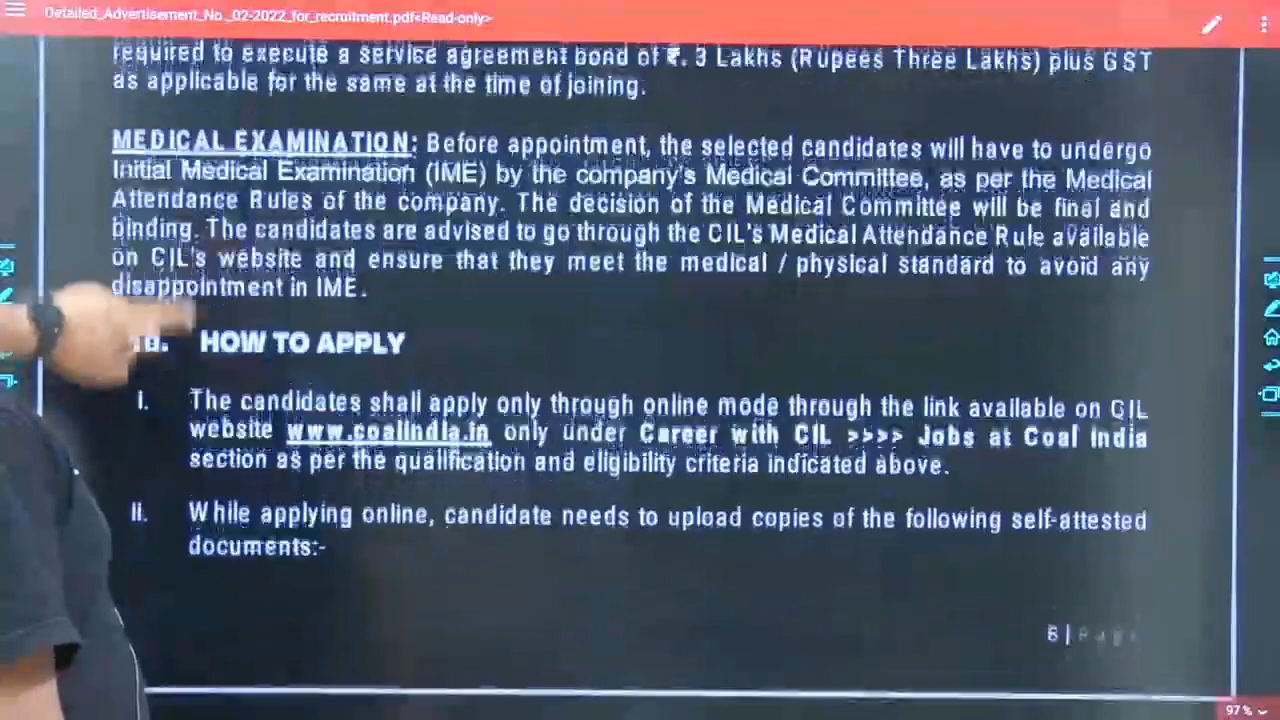 Detailed_Advertisement_No._02-2022_for_recruitment.pdf<Read-only>
required to execute a service agreement bond of ₹. 3 Lakhs (Rupees Three Lakhs) plus GST
as applicable for the same at the time of joining.
MEDICAL EXAMINATION: Before appointment, the selected candidates will have to undergo
Initial Medical Examination (IME) by the company's Medical Committee, as per the Medical
Attendance Rules of the company. The decision of the Medical Committee will be final and
binding. The candidates are advised to go through the CIL's Medical Attendance Rule available
on CIL's website and ensure that they meet the medical / physical standard to avoid any
disappointment in IME.
HOW TO APPLY
i. The candidates shall apply only through online mode through the link available on CIL
website www.coalindia.in only under Career with CIL >>>> Jobs at Coal India
section as per the qualification and eligibility criteria indicated above.
ii. While applying online, candidate needs to upload copies of the following self-attested
documents:-
97%